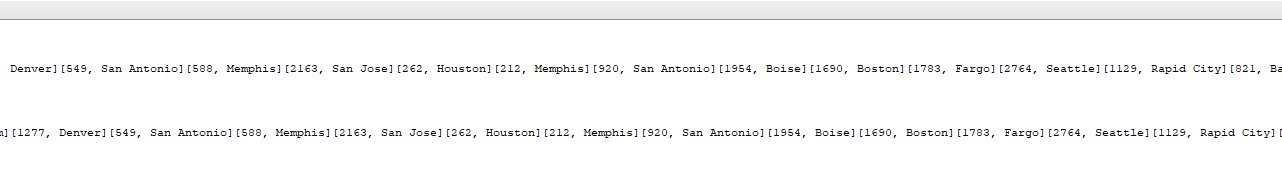 Denver][549, San Antonio][588, Memphis][2163, San Jose][262, Houston][212, Memphis][920, San Antonio][1954, Boise][1690, Boston][1783, Fargo][2764, Seattle][1129, Rapid City][821, Ba
][1277, Denver][549, San Antonio][588, Memphis][2163, San Jose][262, Houston][212, Memphis][920, San Antonio][1954, Boise][1690, Boston][1783, Fargo][2764, Seattle][1129, Rapid City][